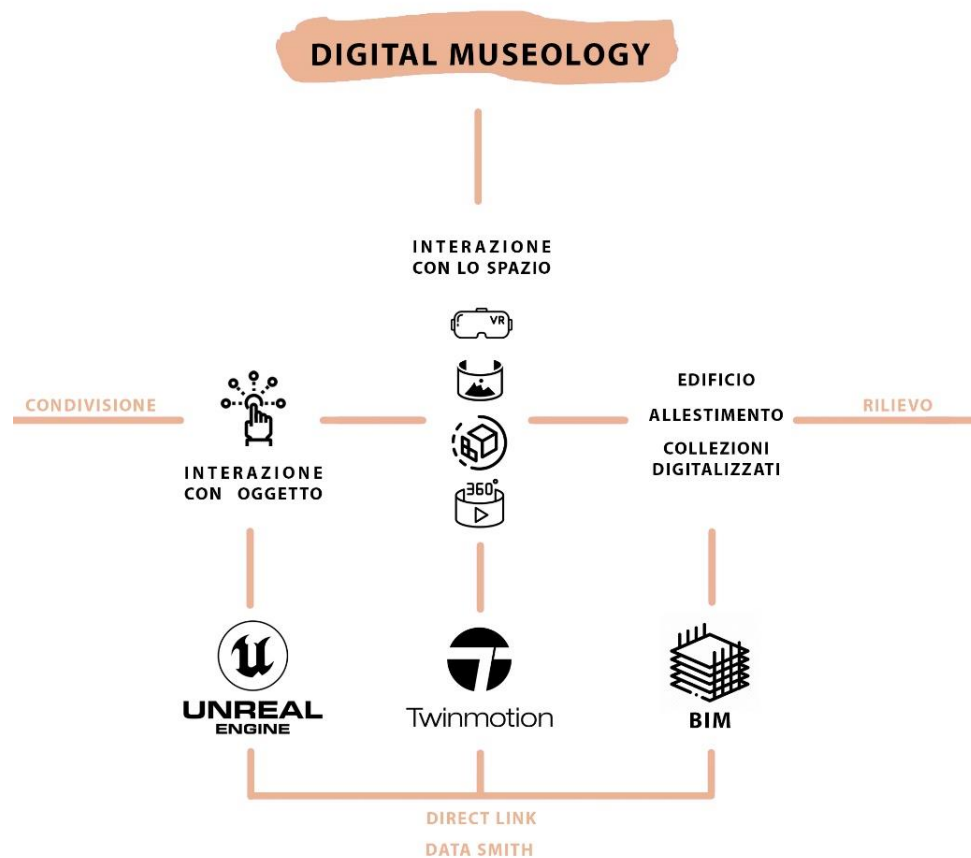 DIGITAL MUSEOLOGY
INTERAZIONE
CON LO SPAZIO
VR
CONDIVISIONE
EDIFICIO
ALLESTIMENTO
COLLEZIONI
DIGITALIZZATI
RILIEVO
INTERAZIONE
CON OGGETTO
360°
UNREAL
ENGINE
Twinmotion
BIM
DIRECT LINK
DATA SMITH